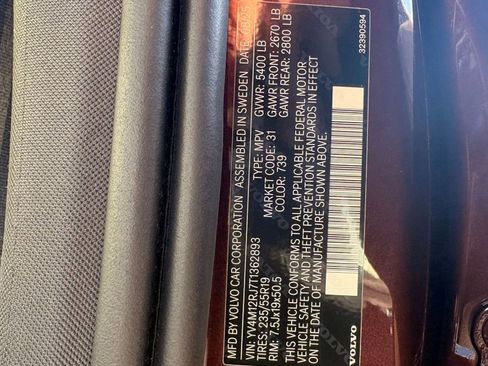 MFD BY VOLVO CAR CORPORATION ASSEMBLED IN SWEDEN DATE:
GVWR: 5400 LB
VIN: YV4M12RJ7T1362893 TYPE: MPV GAWR FRONT: 2670 LB
TIRES: 235/55R19 MARKET CODE: 31 GAWR REAR: 2800 LB
RIM: 7.5Jx19x50.5 COLOR: 739
THIS VEHICLE CONFORMS TO ALL APPLICABLE FEDERAL MOTOR
VEHICLE SAFETY AND THEFT PREVENTION STANDARDS IN EFFECT
ON THE DATE OF MANUFACTURE SHOWN ABOVE.
VOLVO
32390594